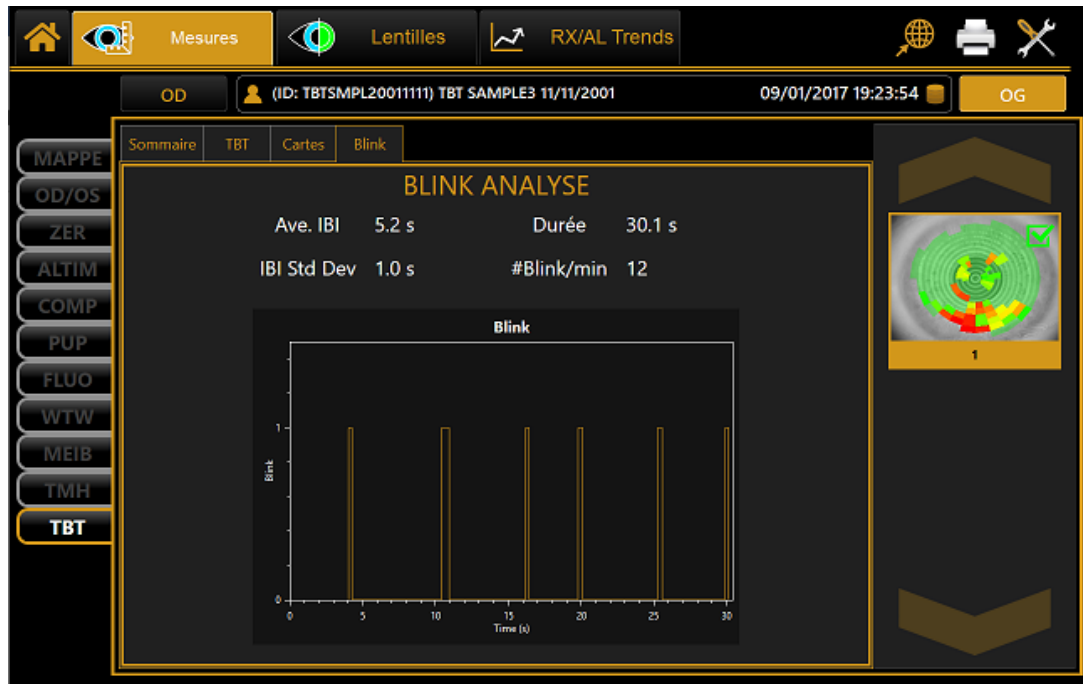 Mesures
Lentilles
RX/AL Trends
OD
(ID: TBTSMPL20011111) TBT SAMPLE3 11/11/2001
09/01/2017 19:23:54
OG
MAPPE
OD/OS
ZER
ALTIM
COMP
PUP
FLUO
WTW
MEIB
TMH
TBT
Sommaire
TBT
Cartes
Blink
BLINK ANALYSE
Ave. IBI 5.2 s
Durée 30.1 s
IBI Std Dev 1.0 s
#Blink/min 12
Blink
Blink
1
0
0 5 10 15 20 25 30
Time (s)
1